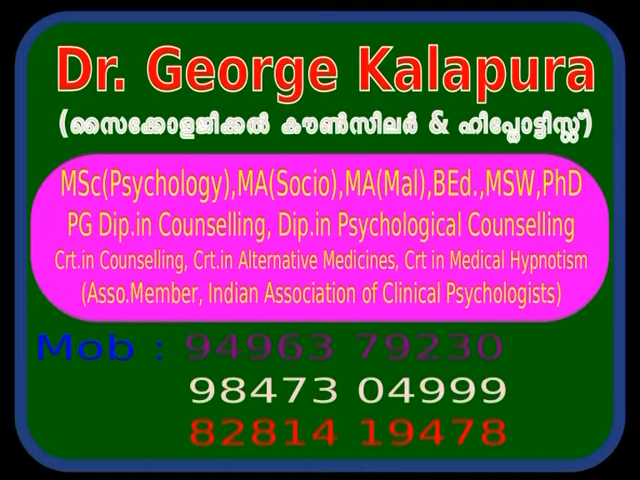 Dr. George Kalapura
(സൈക്കോളജിക്കൽ കൗൺസിലർ & ഹിപ്നോട്ടിസ്റ്റ്)
MSc(Psychology),MA(Socio),MA(Mal),BEd.,MSW,PhD
PG Dip.in Counselling, Dip.in Psychological Counselling
Crt.in Counselling, Crt.in Alternative Medicines, Crt in Medical Hypnotism
(Asso.Member, Indian Association of Clinical Psychologists)
Mob : 94963 79230
98473 04999
82814 19478